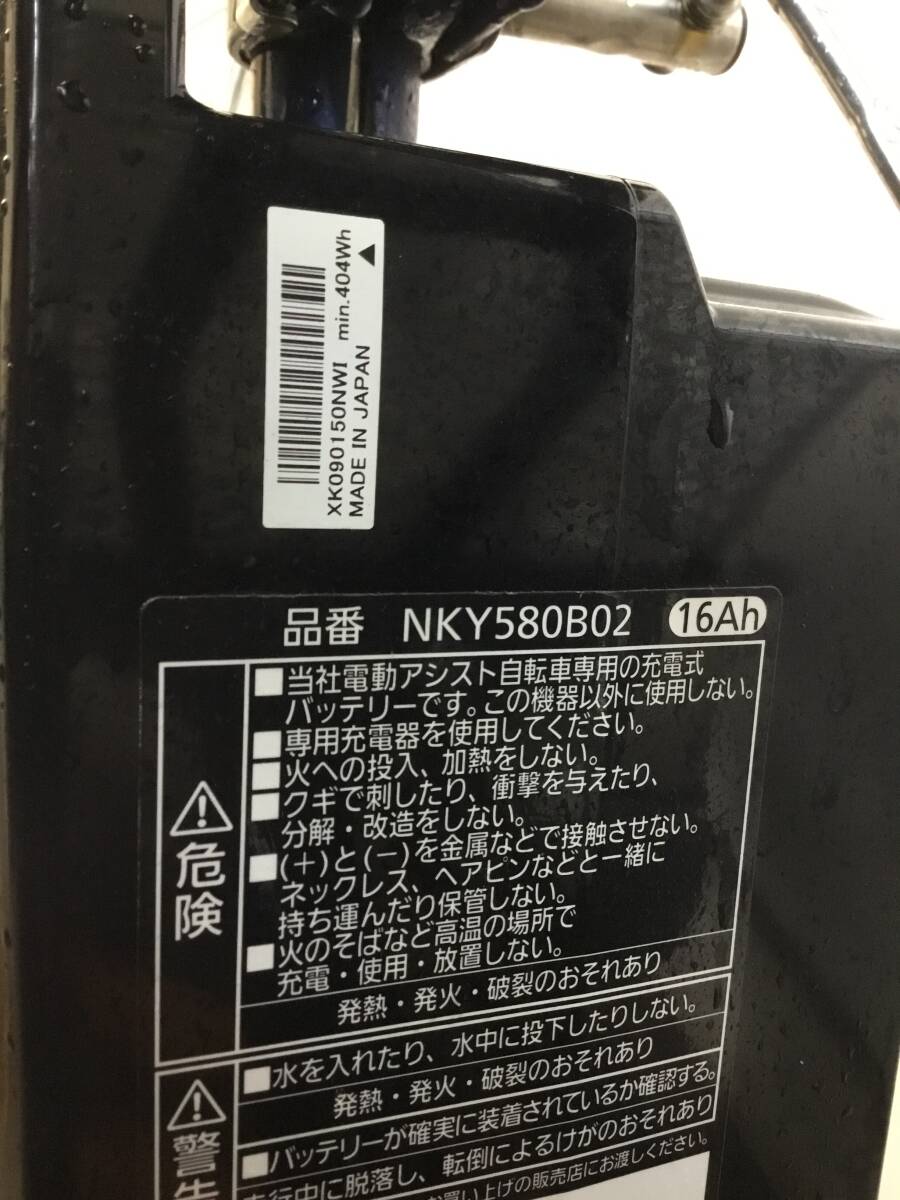 XK090150NWI min.404Wh ▲
MADE IN JAPAN
品番 NKY580B02 16Ah
⚠危険
■当社電動アシスト自転車専用の充電式
バッテリーです。この機器以外に使用しない。
■専用充電器を使用してください。
■火への投入、加熱をしない。
■クギで刺したり、衝撃を与えたり、
分解・改造をしない。
■(+)と(−)を金属などで接触させない。
ネックレス、ヘアピンなどと一緒に
持ち運んだり保管しない。
■火のそばなど高温の場所で
充電・使用・放置しない。
発熱・発火・破裂のおそれあり
⚠警告
■水を入れたり、水中に投下したりしない。
発熱・発火・破裂のおそれあり
■バッテリーが確実に装着されているか確認する。
走行中に脱落し、転倒によるけがのおそれあり
お買い上げの販売店にお渡しください。